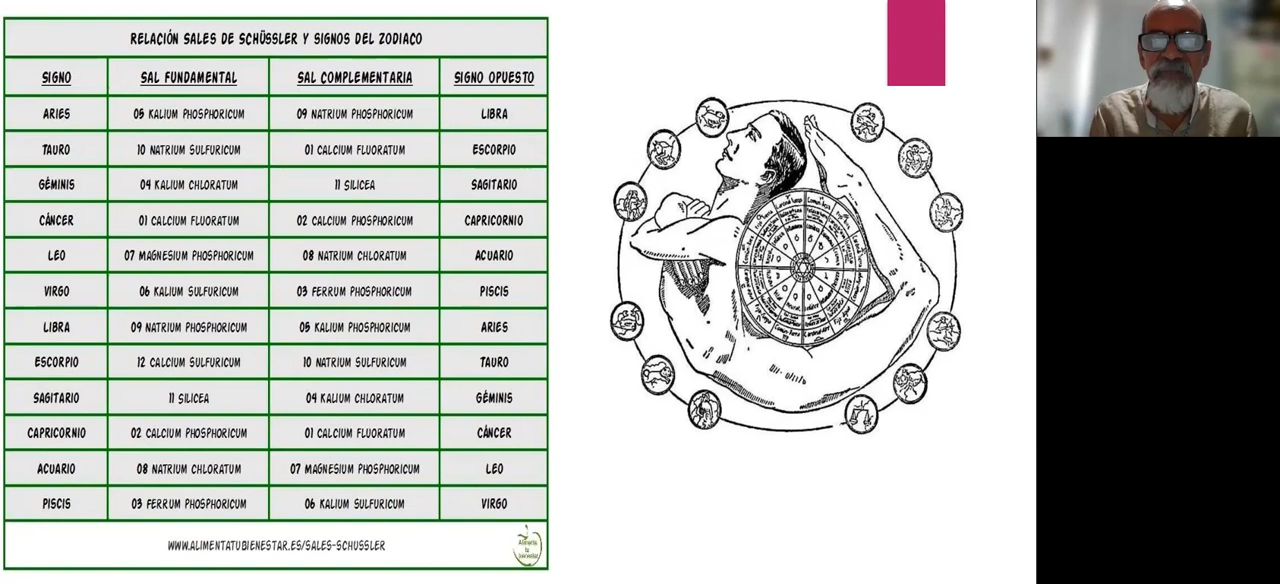 RELACIÓN SALES DE SCHÜSSLER Y SIGNOS DEL ZODIACO
SIGNO SAL FUNDAMENTAL SAL COMPLEMENTARIA SIGNO OPUESTO
ARIES 05 KALIUM PHOSPHORICUM 09 NATRIUM PHOSPHORICUM LIBRA
TAURO 10 NATRIUM SULFURICUM 01 CALCIUM FLUORATUM ESCORPIO
GÉMINIS 04 KALIUM CHLORATUM 11 SILICEA SAGITARIO
CÁNCER 01 CALCIUM FLUORATUM 02 CALCIUM PHOSPHORICUM CAPRICORNIO
LEO 07 MAGNESIUM PHOSPHORICUM 08 NATRIUM CHLORATUM ACUARIO
VIRGO 06 KALIUM SULFURICUM 03 FERRUM PHOSPHORICUM PISCIS
LIBRA 09 NATRIUM PHOSPHORICUM 05 KALIUM PHOSPHORICUM ARIES
ESCORPIO 12 CALCIUM SULFURICUM 10 NATRIUM SULFURICUM TAURO
SAGITARIO 11 SILICEA 04 KALIUM CHLORATUM GÉMINIS
CAPRICORNIO 02 CALCIUM PHOSPHORICUM 01 CALCIUM FLUORATUM CÁNCER
ACUARIO 08 NATRIUM CHLORATUM 07 MAGNESIUM PHOSPHORICUM LEO
PISCIS 03 FERRUM PHOSPHORICUM 06 KALIUM SULFURICUM VIRGO
WWW.ALIMENTATUBIENESTAR.ES/SALES-SCHUSSLER
Alimenta
tu
bienestar